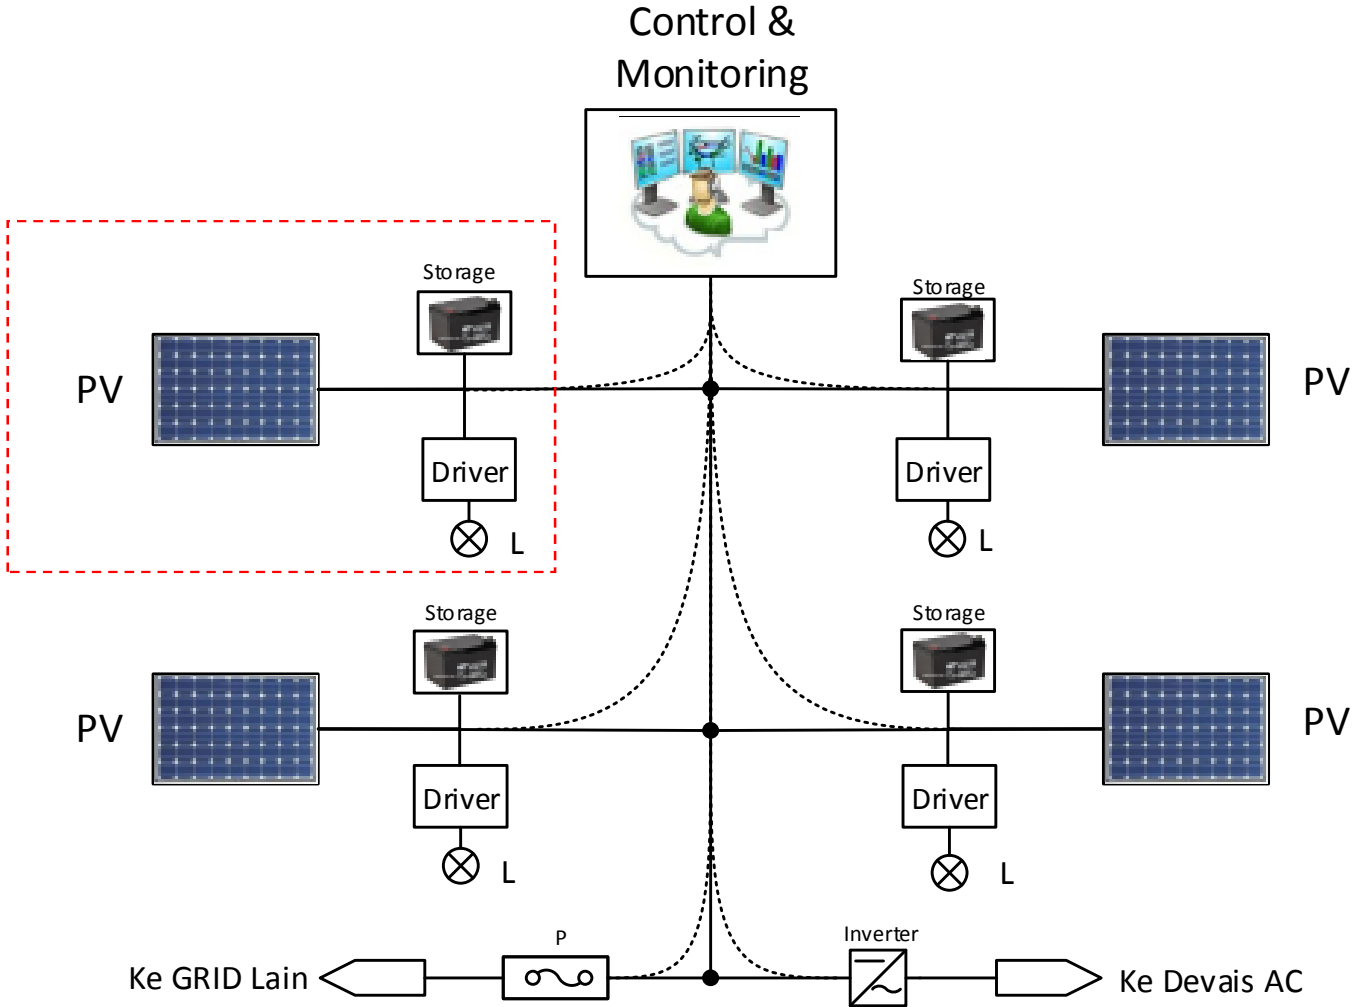 Control &
Monitoring
Storage
Storage
PV
PV
Driver
Driver
L
L
Storage
Storage
PV
PV
Driver
Driver
L
L
P
Inverter
Ke GRID Lain
Ke Devais AC